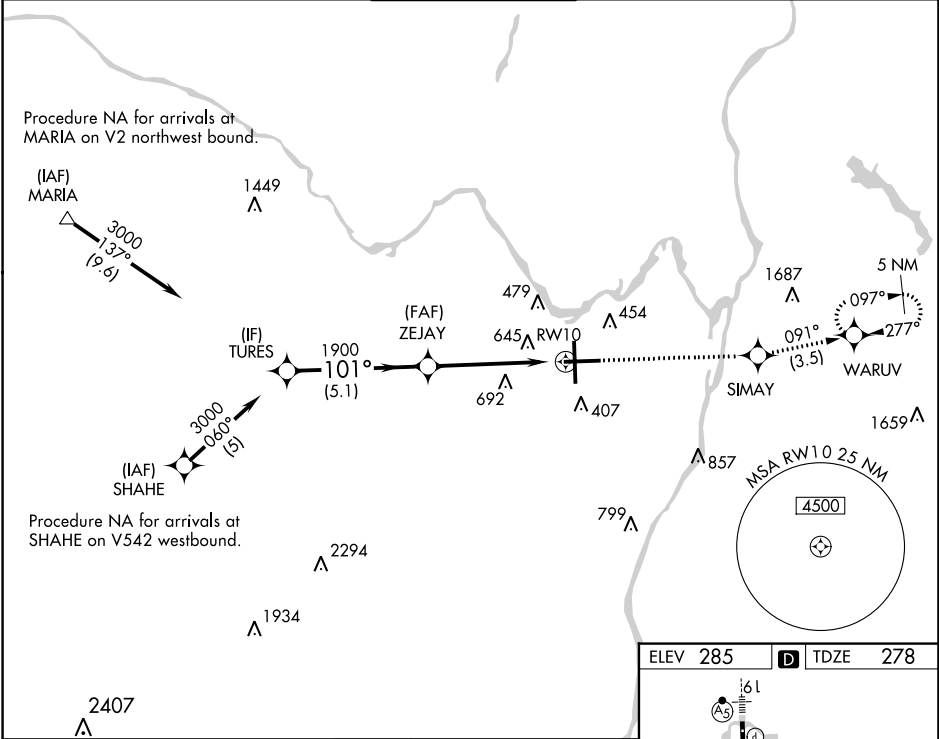 Procedure NA for arrivals at
MARIA on V2 northwest bound.
(IAF)
MARIA
1449
3000
137°
(9.6)
5 NM
1687
097°
277°
479
454
(FAF)
ZEJAY
(IF)
TURES
645
RW10
091°
(3.5)
WARUV
1900
101°
(5.1)
SIMAY
692
407
1659
3000
060°
(5)
(IAF)
SHAHE
857
MSA RW10 25 NM
4500
Procedure NA for arrivals at
SHAHE on V542 westbound.
799
2294
1934
2407
ELEV 285
D
TDZE 278
19
A5